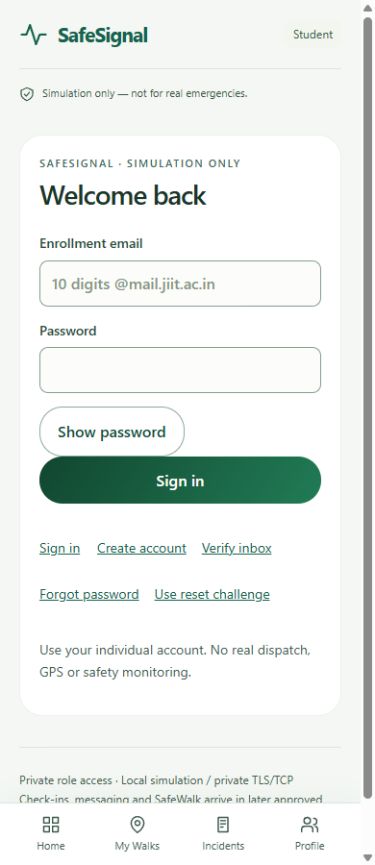 SafeSignal
Student
Simulation only — not for real emergencies.
SAFESIGNAL · SIMULATION ONLY
Welcome back
Enrollment email
10 digits @mail.jiit.ac.in
Password
Show password
Sign in
Sign in Create account Verify inbox
Forgot password Use reset challenge
Use your individual account. No real dispatch,
GPS or safety monitoring.
Private role access · Local simulation / private TLS/TCP
Check-ins, messaging and SafeWalk arrive in later approved
Home My Walks Incidents Profile